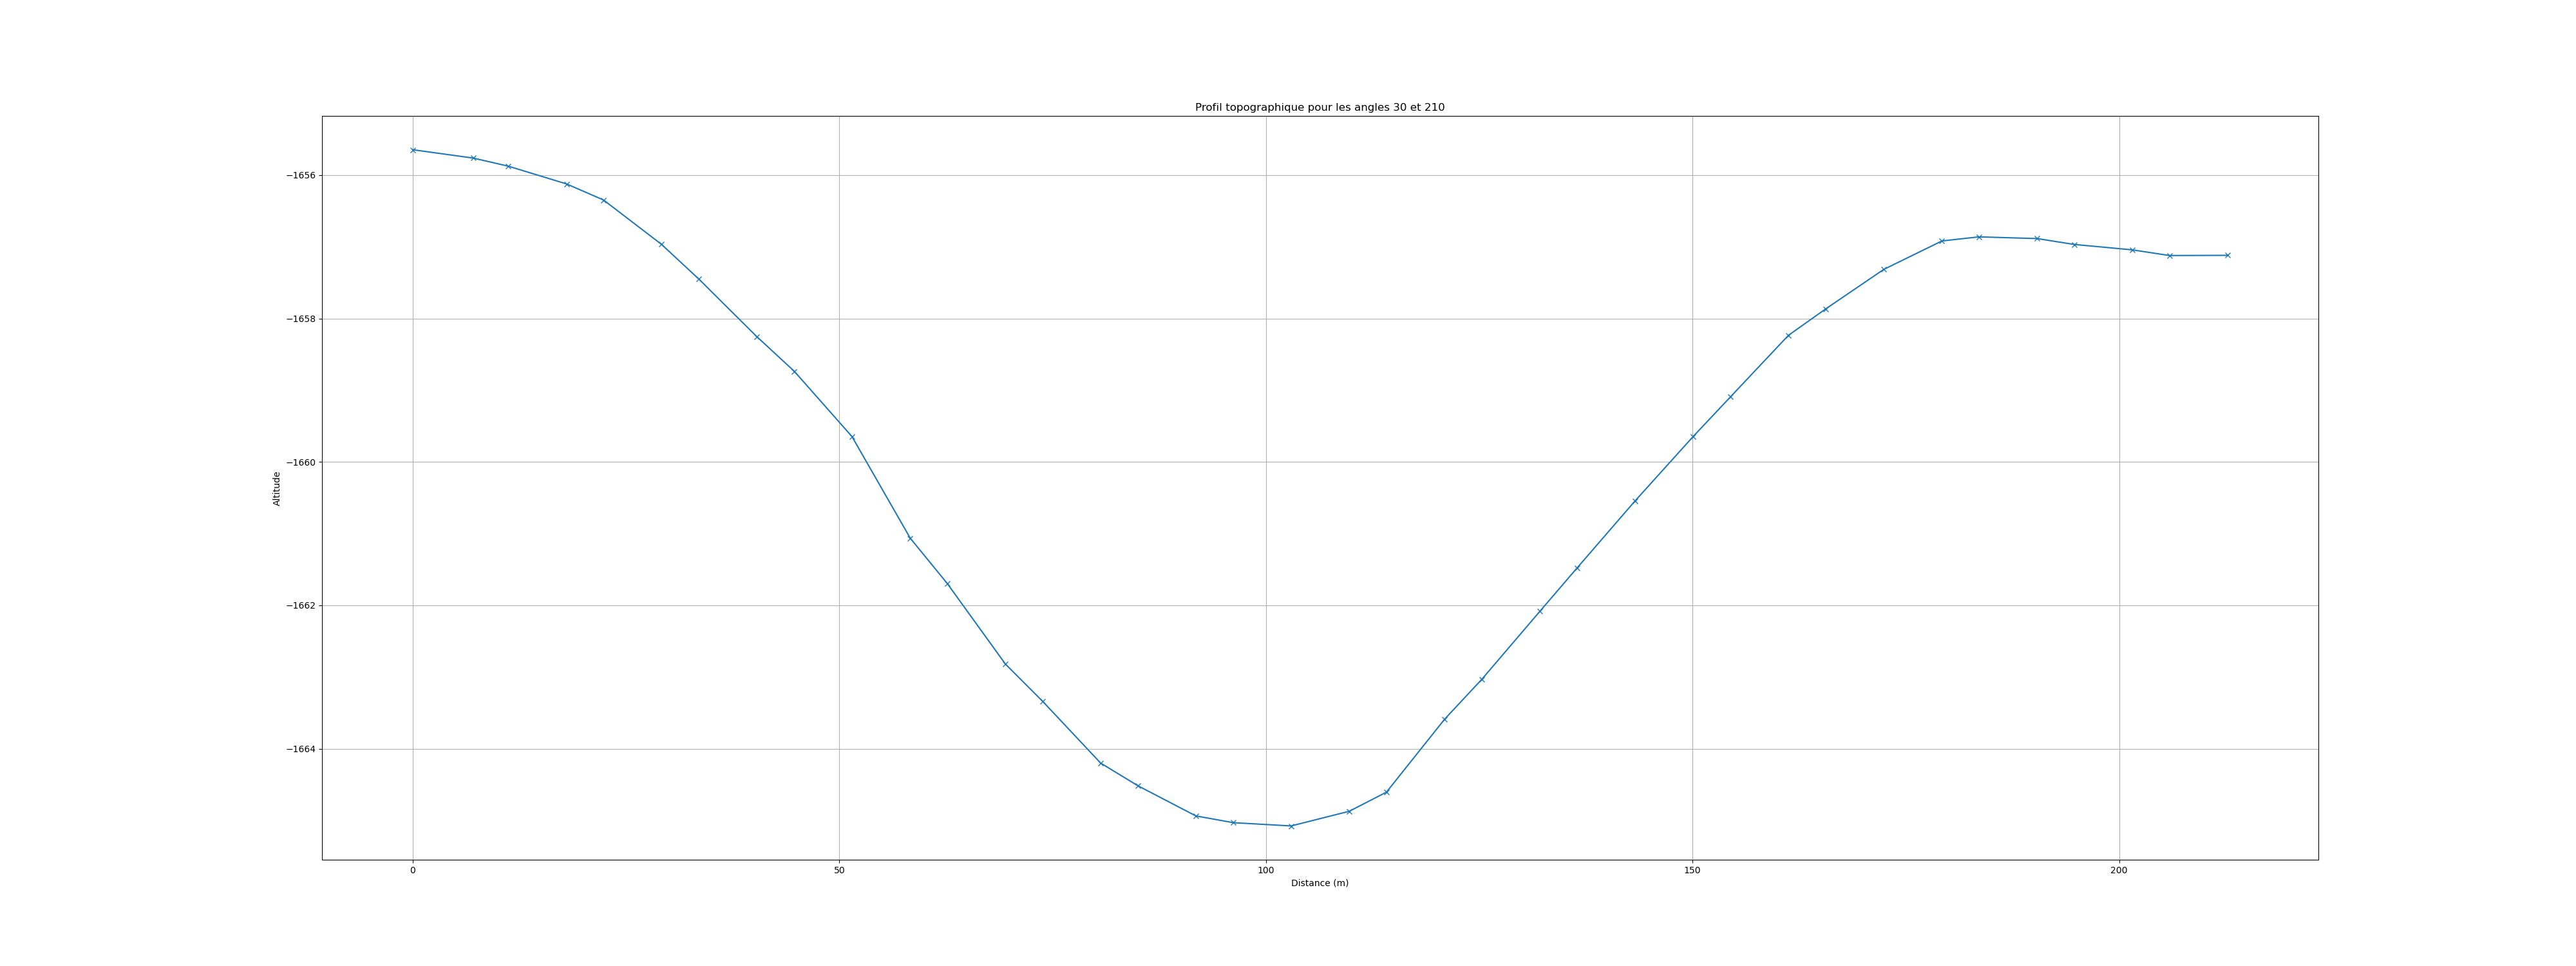 Profil topographique pour les angles 30 et 210
−1656
−1658
−1660
−1662
−1664
Altitude
0 50 100 150 200
Distance (m)